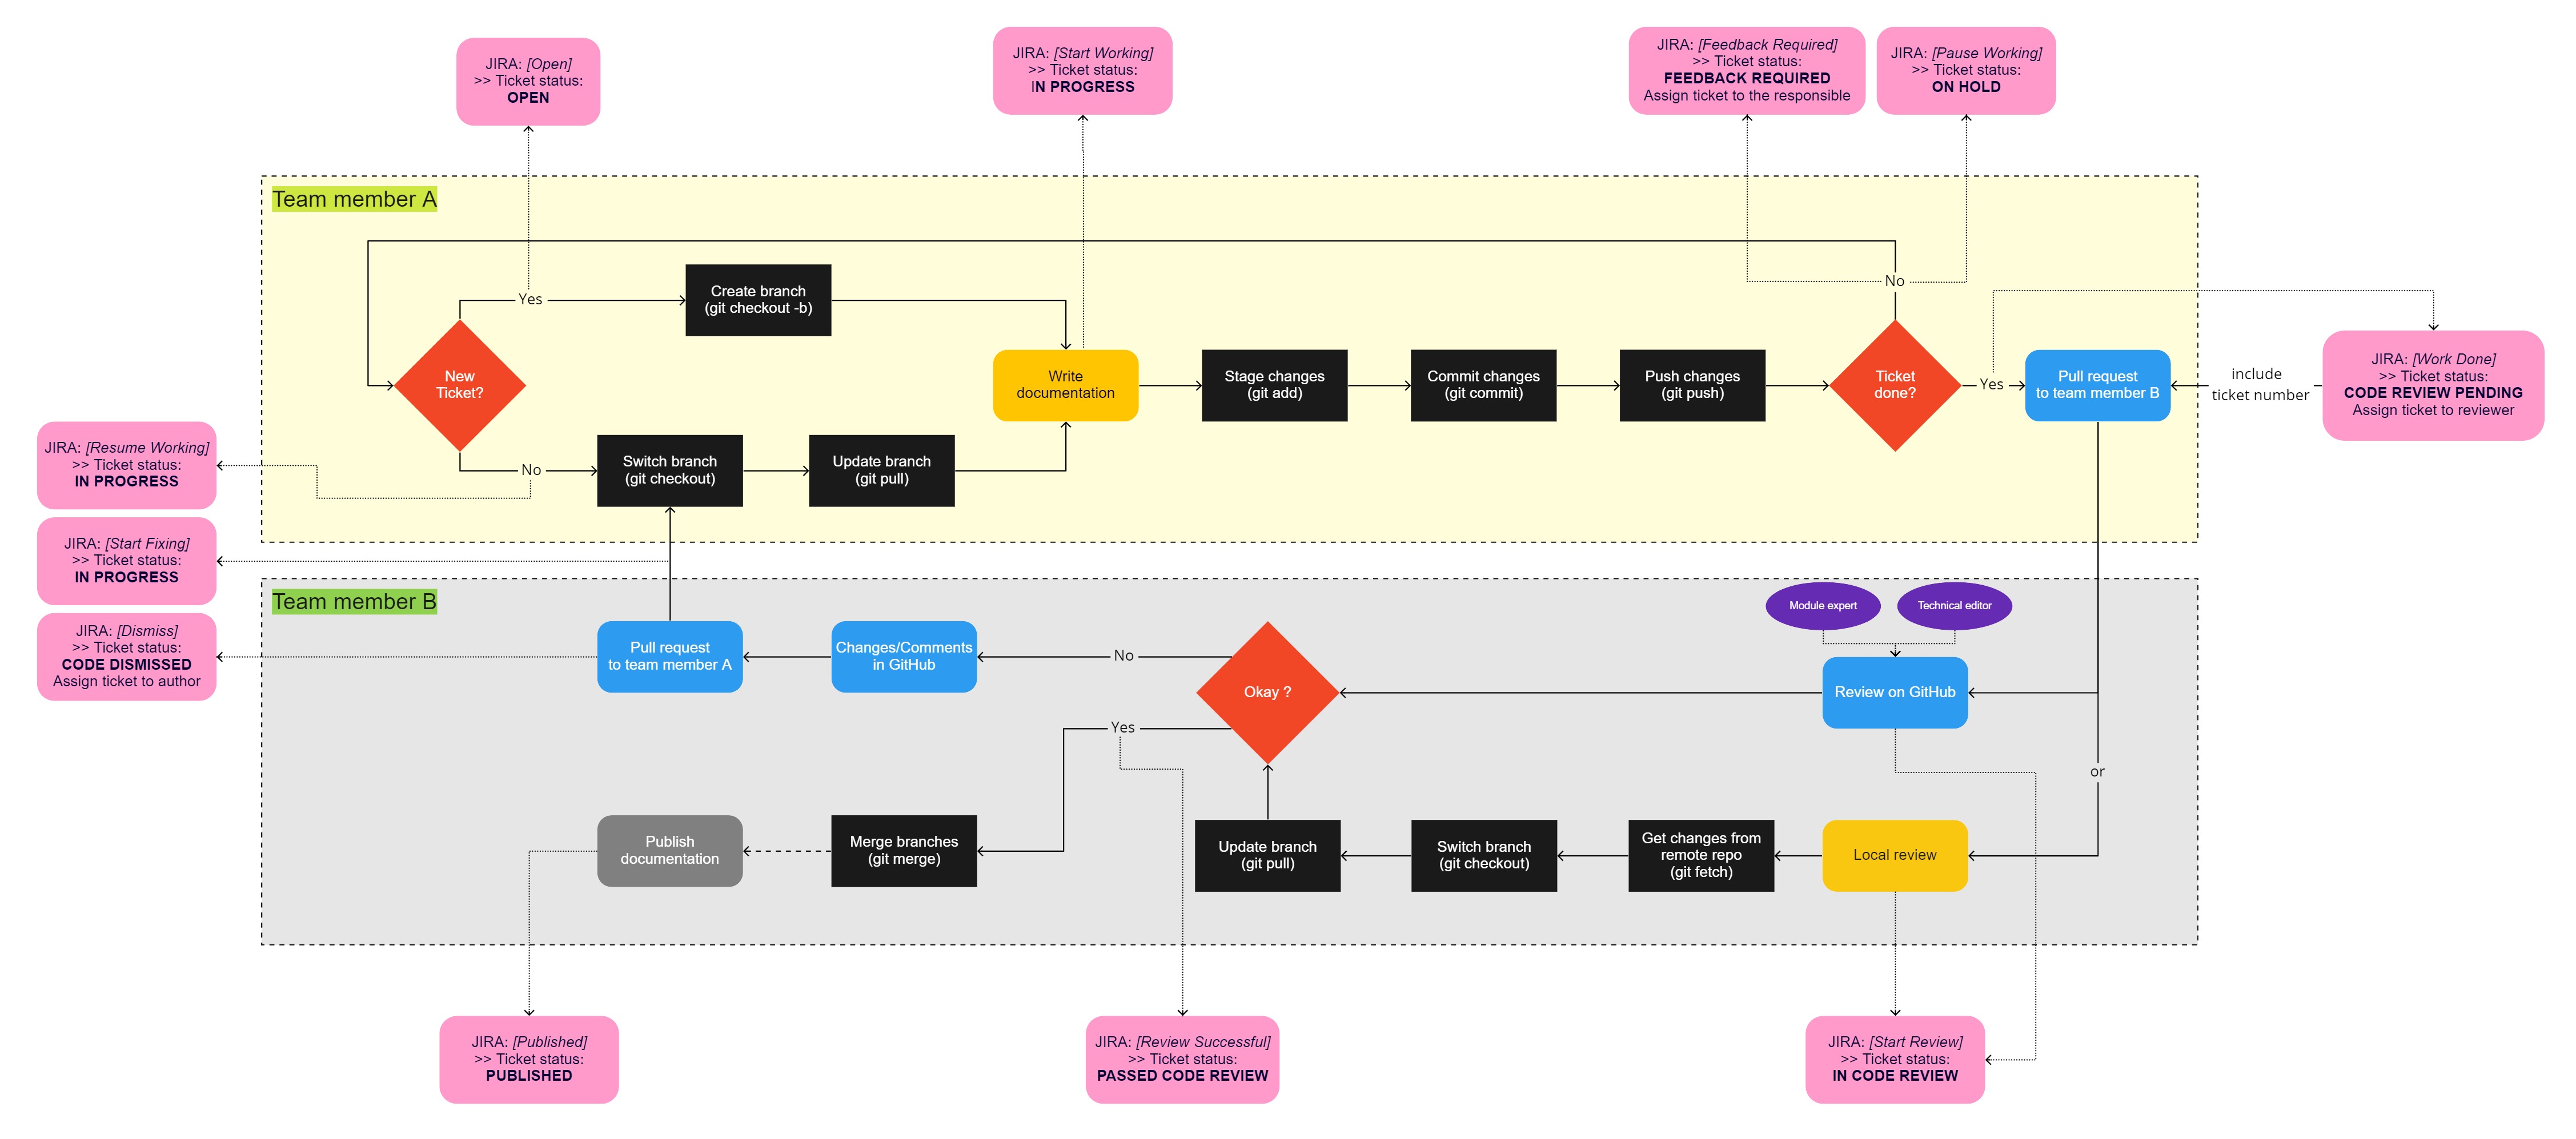 JIRA: [Open]
>> Ticket status:
OPEN
JIRA: [Start Working]
>> Ticket status:
IN PROGRESS
JIRA: [Feedback Required]
>> Ticket status:
FEEDBACK REQUIRED
Assign ticket to the responsible
JIRA: [Pause Working]
>> Ticket status:
ON HOLD
Team member A
New
Ticket?
Yes
Create branch
(git checkout -b)
No
Switch branch
(git checkout)
Update branch
(git pull)
Write
documentation
Stage changes
(git add)
Commit changes
(git commit)
Push changes
(git push)
Ticket
done?
No
Yes
Pull request
to team member B
include
ticket number
JIRA: [Work Done]
>> Ticket status:
CODE REVIEW PENDING
Assign ticket to reviewer
JIRA: [Resume Working]
>> Ticket status:
IN PROGRESS
JIRA: [Start Fixing]
>> Ticket status:
IN PROGRESS
JIRA: [Dismiss]
>> Ticket status:
CODE DISMISSED
Assign ticket to author
Team member B
Pull request
to team member A
Changes/Comments
in GitHub
No
Okay ?
Yes
Module expert
Technical editor
Review on GitHub
or
Local review
Get changes from
remote repo
(git fetch)
Switch branch
(git checkout)
Update branch
(git pull)
Merge branches
(git merge)
Publish
documentation
JIRA: [Published]
>> Ticket status:
PUBLISHED
JIRA: [Review Successful]
>> Ticket status:
PASSED CODE REVIEW
JIRA: [Start Review]
>> Ticket status:
IN CODE REVIEW